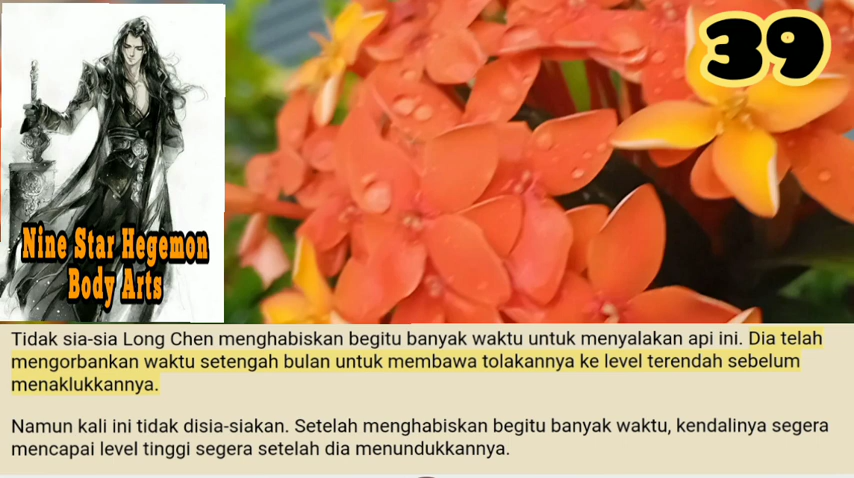 39
Nine Star Hegemon
Body Arts
Tidak sia-sia Long Chen menghabiskan begitu banyak waktu untuk menyalakan api ini. Dia telah
mengorbankan waktu setengah bulan untuk membawa tolakannya ke level terendah sebelum
menaklukkannya.
Namun kali ini tidak disia-siakan. Setelah menghabiskan begitu banyak waktu, kendalinya segera
mencapai level tinggi segera setelah dia menundukkannya.